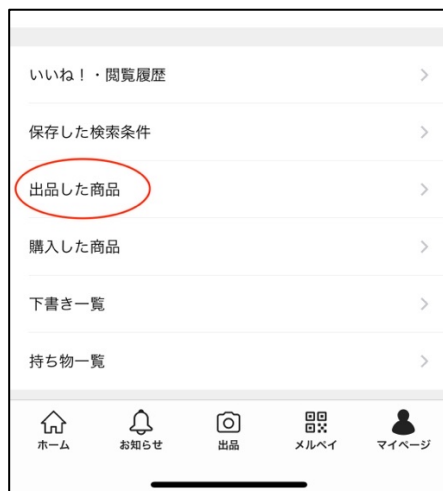 いいね！・閲覧履歴
保存した検索条件
出品した商品
購入した商品
下書き一覧
持ち物一覧
ホーム
お知らせ
出品
メルペイ
マイページ